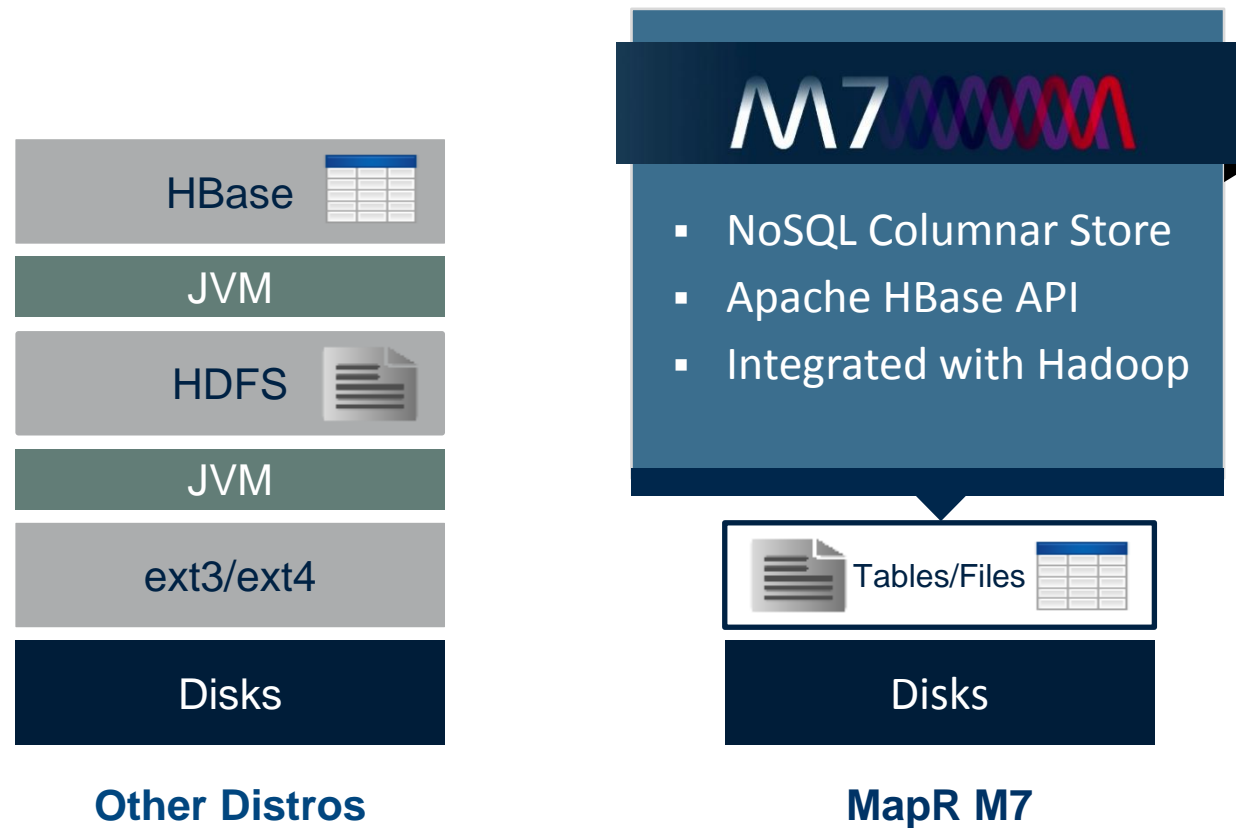 HBase
JVM
HDFS
JVM
ext3/ext4
Disks
Other Distros
M7
▪ NoSQL Columnar Store
▪ Apache HBase API
▪ Integrated with Hadoop
Tables/Files
Disks
MapR M7